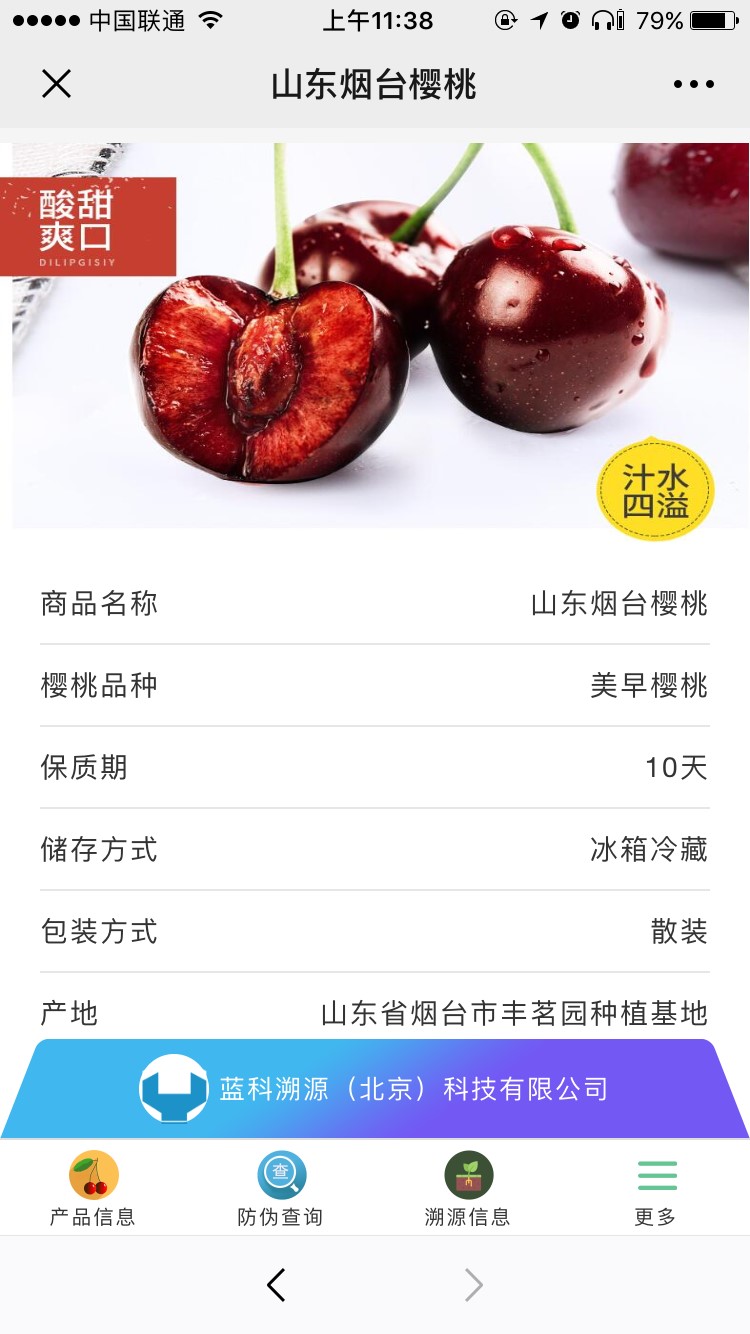 中国联通
上午11:38
79%
山东烟台樱桃
酸甜
爽口
DILIPGISIY
汁水
四溢
商品名称
山东烟台樱桃
樱桃品种
美早樱桃
保质期
10天
储存方式
冰箱冷藏
包装方式
散装
产地
山东省烟台市丰茗园种植基地
蓝科溯源（北京）科技有限公司
查
产品信息
防伪查询
溯源信息
更多